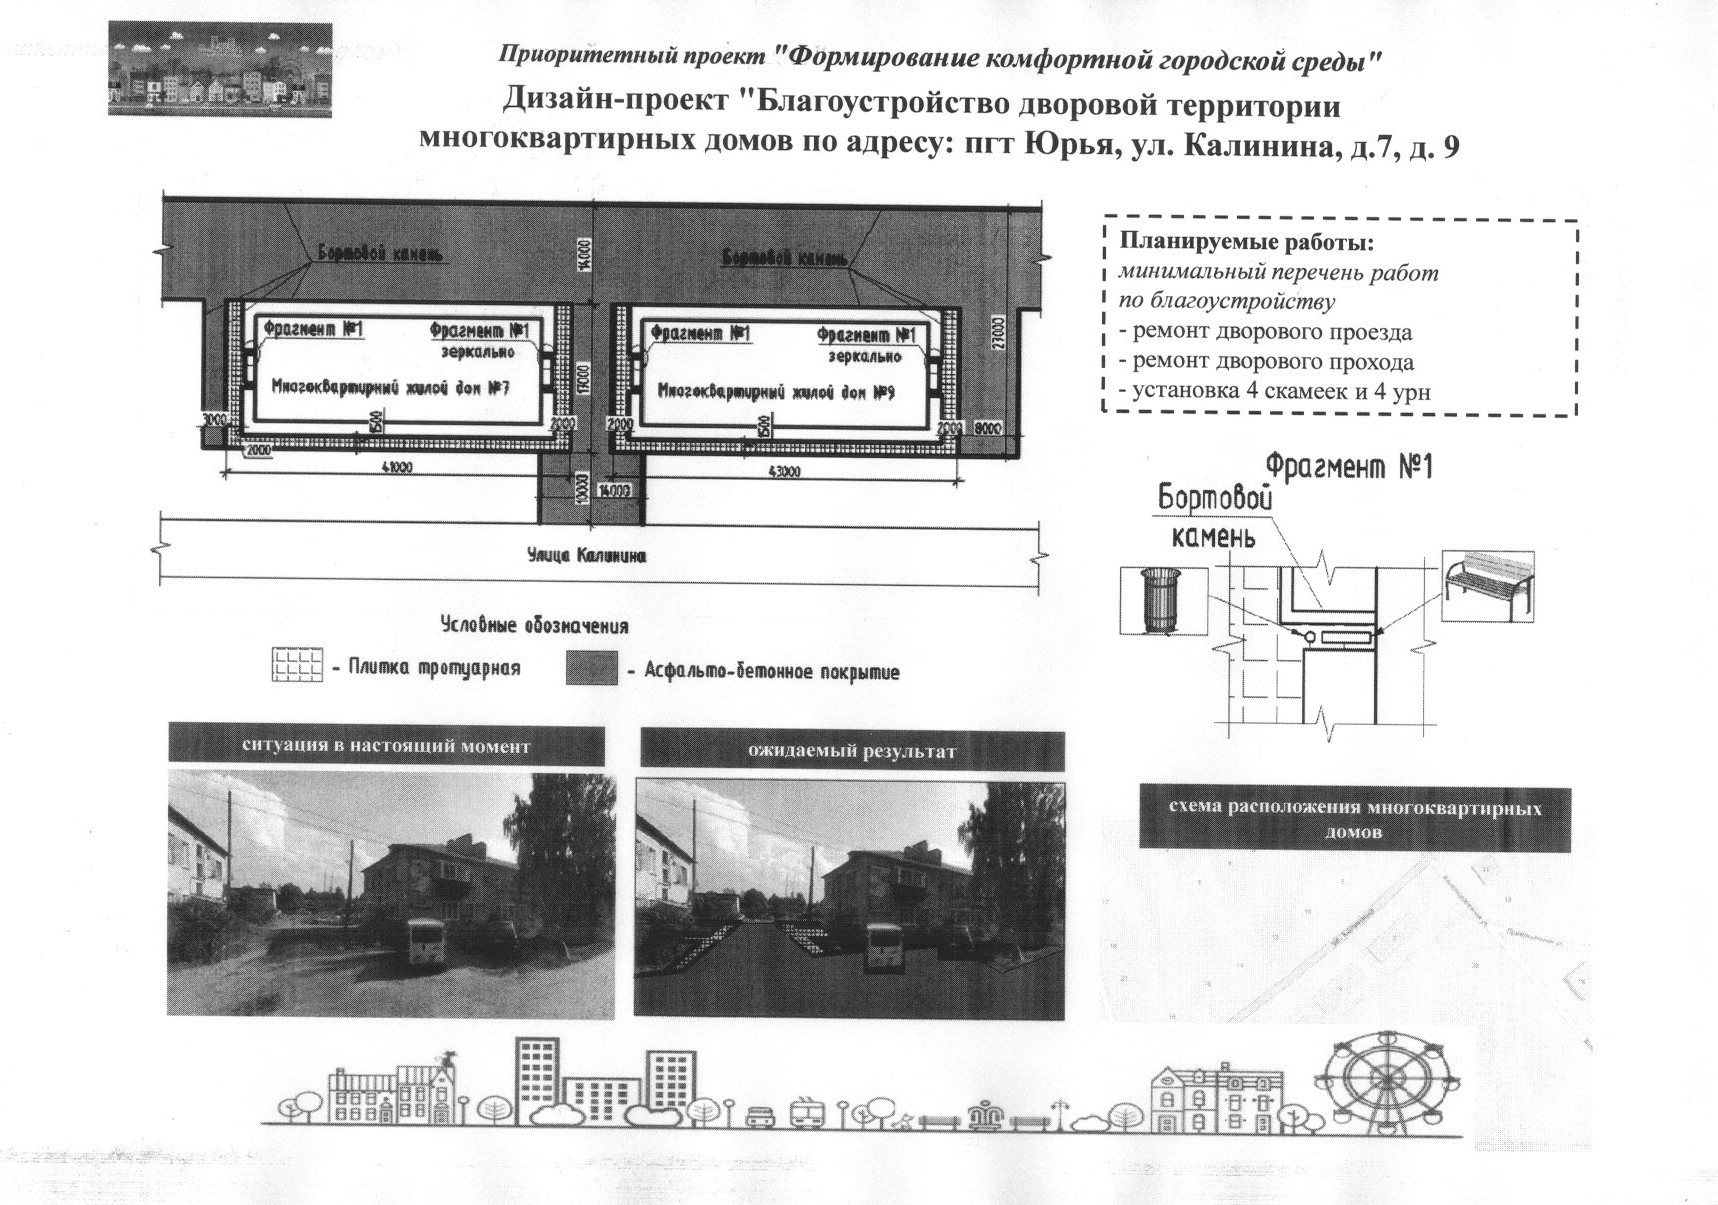 Приоритетный проект "Формирование комфортной городской среды"
Дизайн-проект "Благоустройство дворовой территории
многоквартирных домов по адресу: пгт Юрья, ул. Калинина, д.7, д. 9
Бортовой камень
Бортовой камень
14000
27000
17000
Фрагмент №1
Фрагмент №1
зеркально
Многоквартирный жилой дом №7
Фрагмент №1
Фрагмент №1
зеркально
Многоквартирный жилой дом №9
3000
1500
2000
2000
1500
2000
8000
2000
41000
43000
10000
14000
Улица Калинина
Планируемые работы:
минимальный перечень работ
по благоустройству
- ремонт дворового проезда
- ремонт дворового прохода
- установка 4 скамеек и 4 урн
Фрагмент №1
Бортовой
камень
Условные обозначения
- Плитка тротуарная
- Асфальто-бетонное покрытие
ситуация в настоящий момент
ожидаемый результат
схема расположения многоквартирных
домов
ул. Калинина